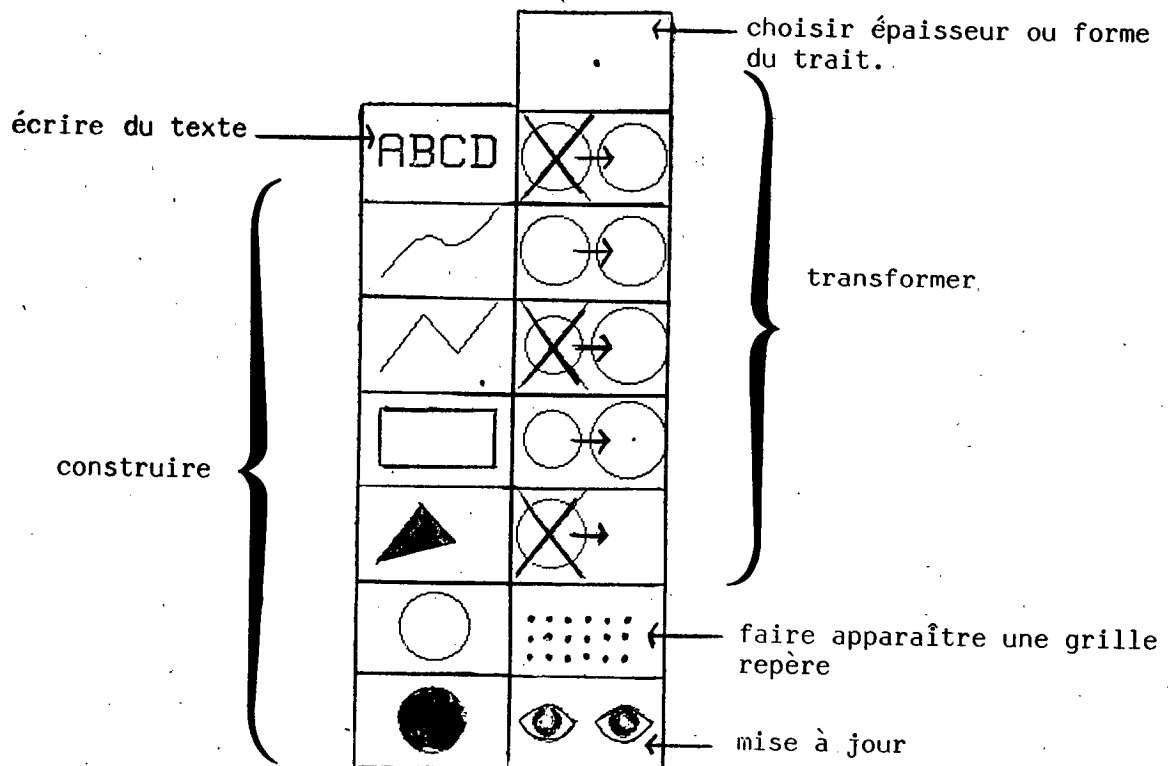 choisir épaisseur ou forme
du trait.
écrire du texte
ABCD
transformer
construire
faire apparaître une grille
repère
mise à jour